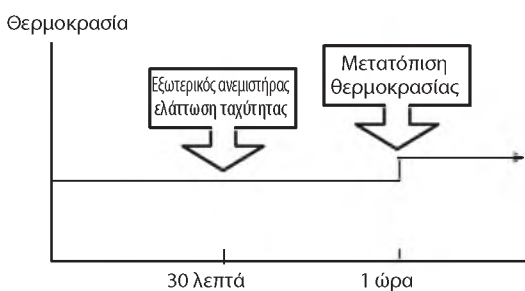 Θερμοκρασία
Εξωτερικός ανεμιστήρας
ελάττωση ταχύτητας
Μετατόπιση
θερμοκρασίας
30 λεπτά
1 ώρα